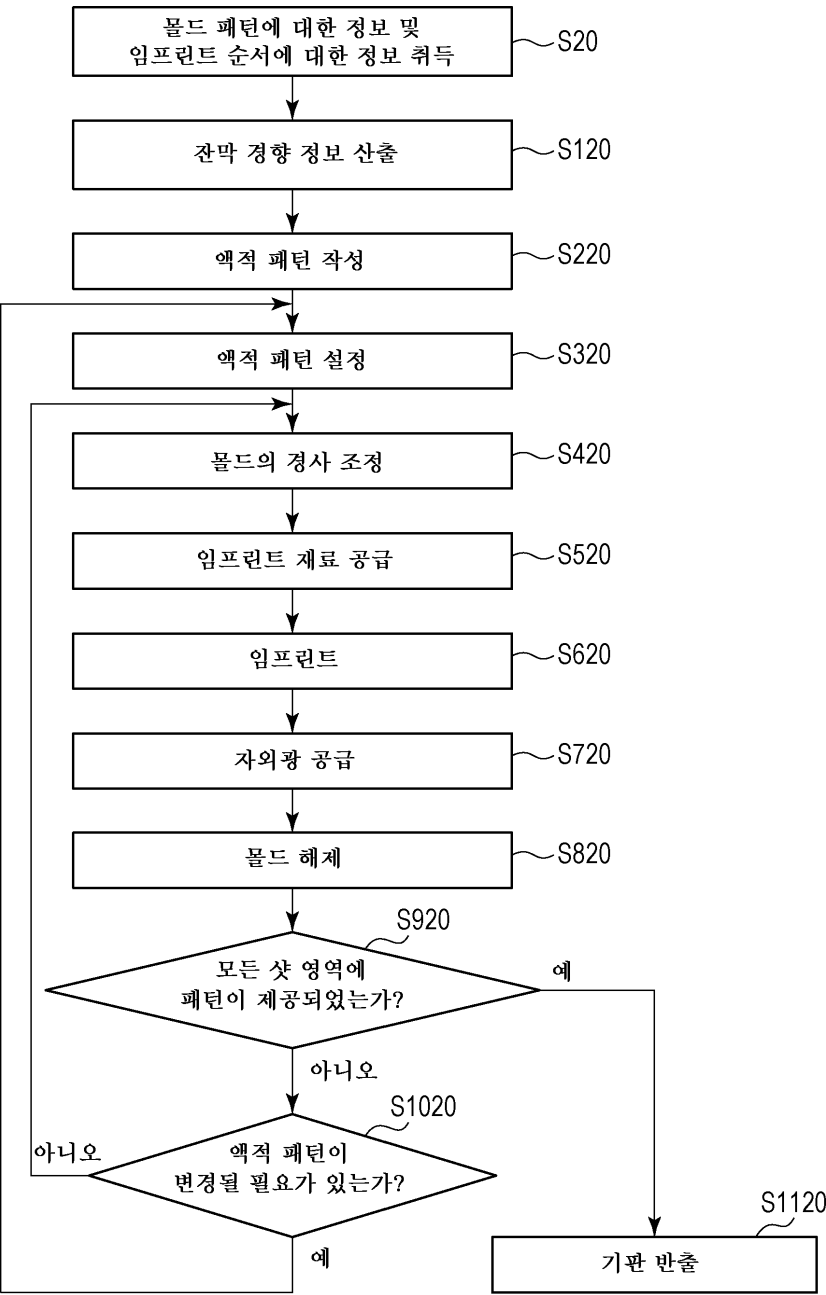 몰드 패턴에 대한 정보 및
임프린트 순서에 대한 정보 취득
S20
잔막 경향 정보 산출
S120
액적 패턴 작성
S220
액적 패턴 설정
S320
몰드의 경사 조정
S420
임프린트 재료 공급
S520
임프린트
S620
자외광 공급
S720
몰드 해제
S820
S920
모든 샷 영역에
패턴이 제공되었는가?
예
아니오
S1020
아니오
액적 패턴이
변경될 필요가 있는가?
예
S1120
기판 반출